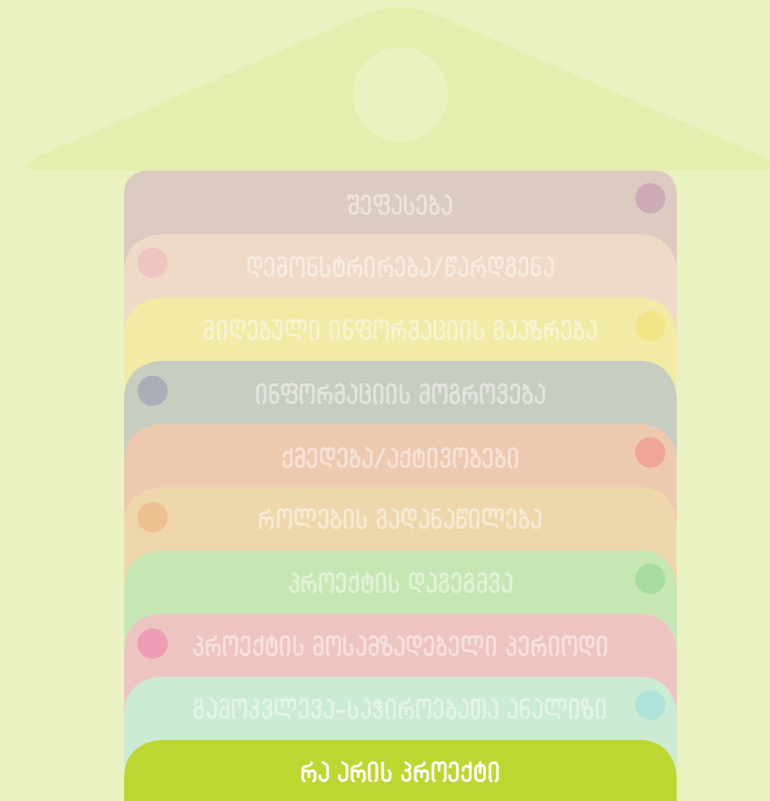 შეფასება
დემონსტრირება/წარდგენა
მიღებული ინფორმაციის გააზრება
ინფორმაციის მოგროვება
ქმედება/აქტივობები
როლების გადანაწილება
პროექტის დაგეგმვა
პროექტის მოსამზადებელი პერიოდი
გამოკვლევა-საჭიროებათა ანალიზი
რა არის პროექტი